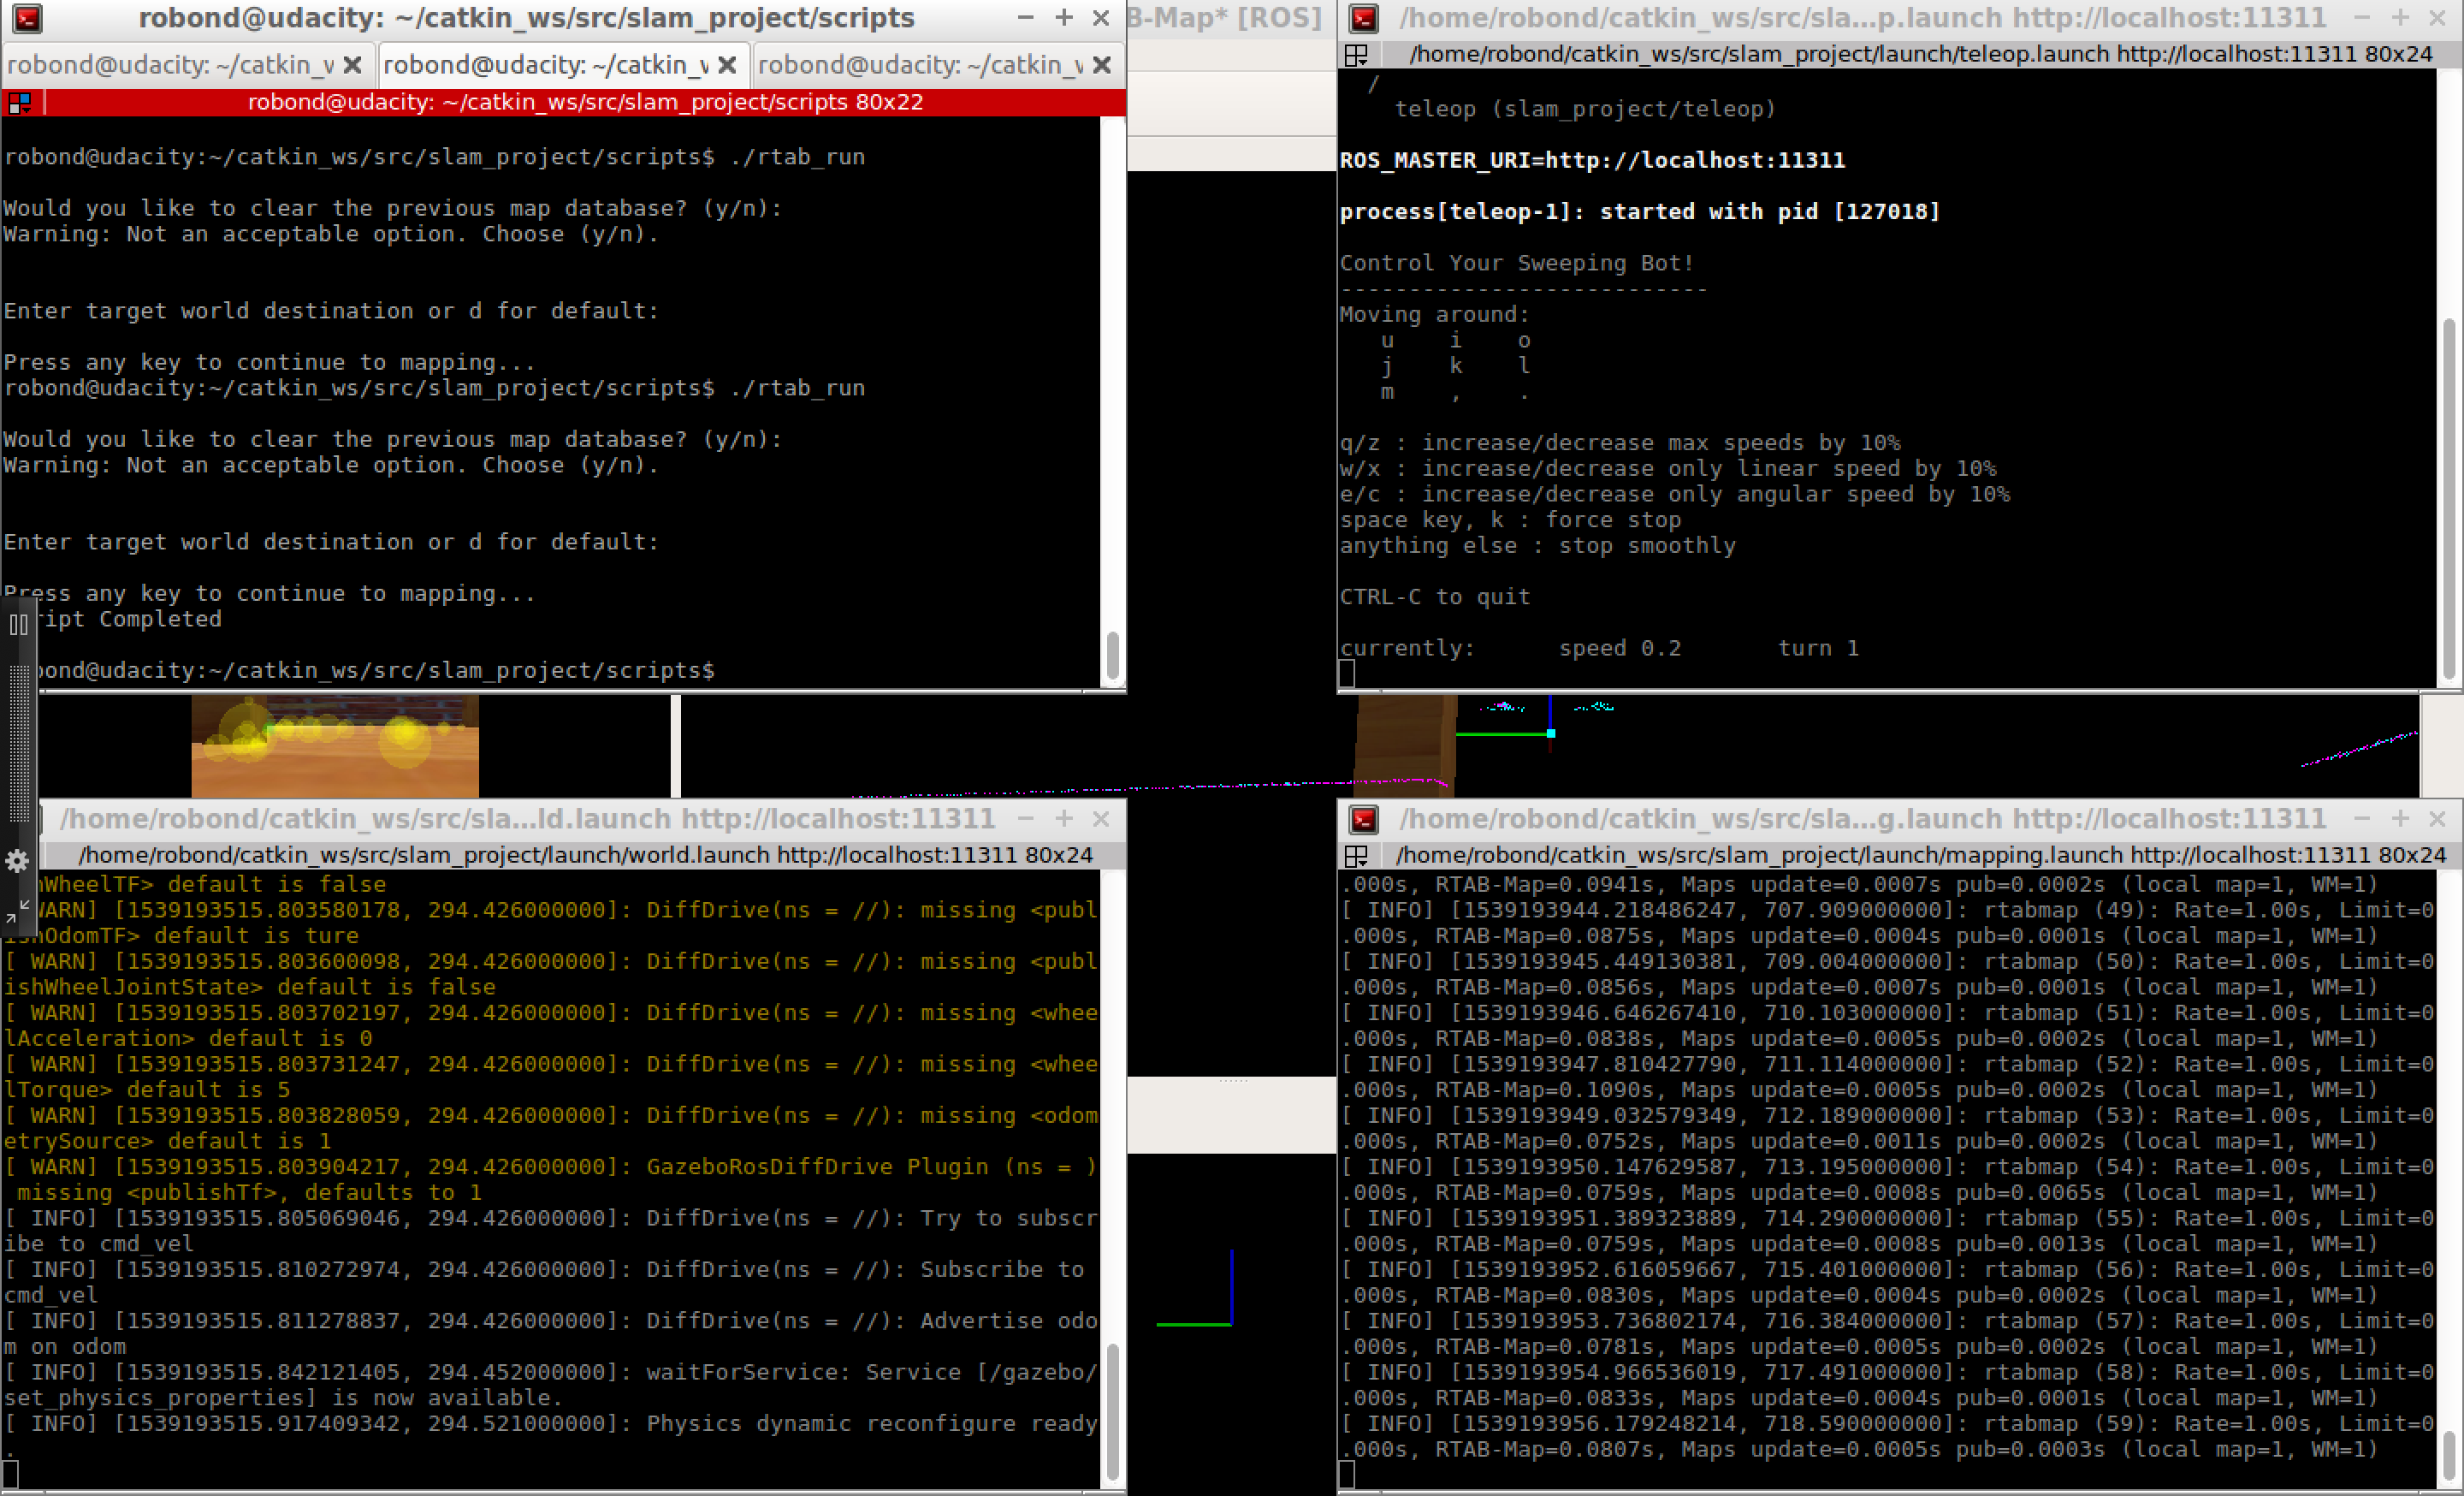 robond@udacity: ~/catkin_ws/src/slam_project/scripts
robond@udacity: ~/catkin_v
robond@udacity: ~/catkin_v
robond@udacity: ~/catkin_v
robond@udacity: ~/catkin_ws/src/slam_project/scripts 80x22
robond@udacity:~/catkin_ws/src/slam_project/scripts$ ./rtab_run
Would you like to clear the previous map database? (y/n):
Warning: Not an acceptable option. Choose (y/n).
Enter target world destination or d for default:
Press any key to continue to mapping...
robond@udacity:~/catkin_ws/src/slam_project/scripts$ ./rtab_run
Would you like to clear the previous map database? (y/n):
Warning: Not an acceptable option. Choose (y/n).
Enter target world destination or d for default:
Press any key to continue to mapping...
ript Completed
bond@udacity:~/catkin_ws/src/slam_project/scripts$
B-Map* [ROS]
/home/robond/catkin_ws/src/sla...p.launch http://localhost:11311
/home/robond/catkin_ws/src/slam_project/launch/teleop.launch http://localhost:11311 80x24
/
teleop (slam_project/teleop)
ROS_MASTER_URI=http://localhost:11311
process[teleop-1]: started with pid [127018]
Control Your Sweeping Bot!
---------------------------
Moving around:
u i o
j k l
m , .
q/z : increase/decrease max speeds by 10%
w/x : increase/decrease only linear speed by 10%
e/c : increase/decrease only angular speed by 10%
space key, k : force stop
anything else : stop smoothly
CTRL-C to quit
currently: speed 0.2 turn 1
/home/robond/catkin_ws/src/sla...ld.launch http://localhost:11311
/home/robond/catkin_ws/src/slam_project/launch/world.launch http://localhost:11311 80x24
hWheelTF> default is false
WARN] [1539193515.803580178, 294.426000000]: DiffDrive(ns = //): missing <publ
ishOdomTF> default is ture
[ WARN] [1539193515.803600098, 294.426000000]: DiffDrive(ns = //): missing <publ
ishWheelJointState> default is false
[ WARN] [1539193515.803702197, 294.426000000]: DiffDrive(ns = //): missing <whee
lAcceleration> default is 0
[ WARN] [1539193515.803731247, 294.426000000]: DiffDrive(ns = //): missing <whee
lTorque> default is 5
[ WARN] [1539193515.803828059, 294.426000000]: DiffDrive(ns = //): missing <odom
etrySource> default is 1
[ WARN] [1539193515.803904217, 294.426000000]: GazeboRosDiffDrive Plugin (ns = )
missing <publishTf>, defaults to 1
[ INFO] [1539193515.805069046, 294.426000000]: DiffDrive(ns = //): Try to subscr
ibe to cmd_vel
[ INFO] [1539193515.810272974, 294.426000000]: DiffDrive(ns = //): Subscribe to
cmd_vel
[ INFO] [1539193515.811278837, 294.426000000]: DiffDrive(ns = //): Advertise odo
m on odom
[ INFO] [1539193515.842121405, 294.452000000]: waitForService: Service [/gazebo/
set_physics_properties] is now available.
[ INFO] [1539193515.917409342, 294.521000000]: Physics dynamic reconfigure ready
.
/home/robond/catkin_ws/src/sla...g.launch http://localhost:11311
/home/robond/catkin_ws/src/slam_project/launch/mapping.launch http://localhost:11311 80x24
.000s, RTAB-Map=0.0941s, Maps update=0.0007s pub=0.0002s (local map=1, WM=1)
[ INFO] [1539193944.218486247, 707.909000000]: rtabmap (49): Rate=1.00s, Limit=0
.000s, RTAB-Map=0.0875s, Maps update=0.0004s pub=0.0001s (local map=1, WM=1)
[ INFO] [1539193945.449130381, 709.004000000]: rtabmap (50): Rate=1.00s, Limit=0
.000s, RTAB-Map=0.0856s, Maps update=0.0007s pub=0.0001s (local map=1, WM=1)
[ INFO] [1539193946.646267410, 710.103000000]: rtabmap (51): Rate=1.00s, Limit=0
.000s, RTAB-Map=0.0838s, Maps update=0.0005s pub=0.0002s (local map=1, WM=1)
[ INFO] [1539193947.810427790, 711.114000000]: rtabmap (52): Rate=1.00s, Limit=0
.000s, RTAB-Map=0.1090s, Maps update=0.0005s pub=0.0002s (local map=1, WM=1)
[ INFO] [1539193949.032579349, 712.189000000]: rtabmap (53): Rate=1.00s, Limit=0
.000s, RTAB-Map=0.0752s, Maps update=0.0011s pub=0.0002s (local map=1, WM=1)
[ INFO] [1539193950.147629587, 713.195000000]: rtabmap (54): Rate=1.00s, Limit=0
.000s, RTAB-Map=0.0759s, Maps update=0.0008s pub=0.0065s (local map=1, WM=1)
[ INFO] [1539193951.389323889, 714.290000000]: rtabmap (55): Rate=1.00s, Limit=0
.000s, RTAB-Map=0.0759s, Maps update=0.0008s pub=0.0013s (local map=1, WM=1)
[ INFO] [1539193952.616059667, 715.401000000]: rtabmap (56): Rate=1.00s, Limit=0
.000s, RTAB-Map=0.0830s, Maps update=0.0004s pub=0.0002s (local map=1, WM=1)
[ INFO] [1539193953.736802174, 716.384000000]: rtabmap (57): Rate=1.00s, Limit=0
.000s, RTAB-Map=0.0781s, Maps update=0.0005s pub=0.0002s (local map=1, WM=1)
[ INFO] [1539193954.966536019, 717.491000000]: rtabmap (58): Rate=1.00s, Limit=0
.000s, RTAB-Map=0.0833s, Maps update=0.0004s pub=0.0001s (local map=1, WM=1)
[ INFO] [1539193956.179248214, 718.590000000]: rtabmap (59): Rate=1.00s, Limit=0
.000s, RTAB-Map=0.0807s, Maps update=0.0005s pub=0.0003s (local map=1, WM=1)